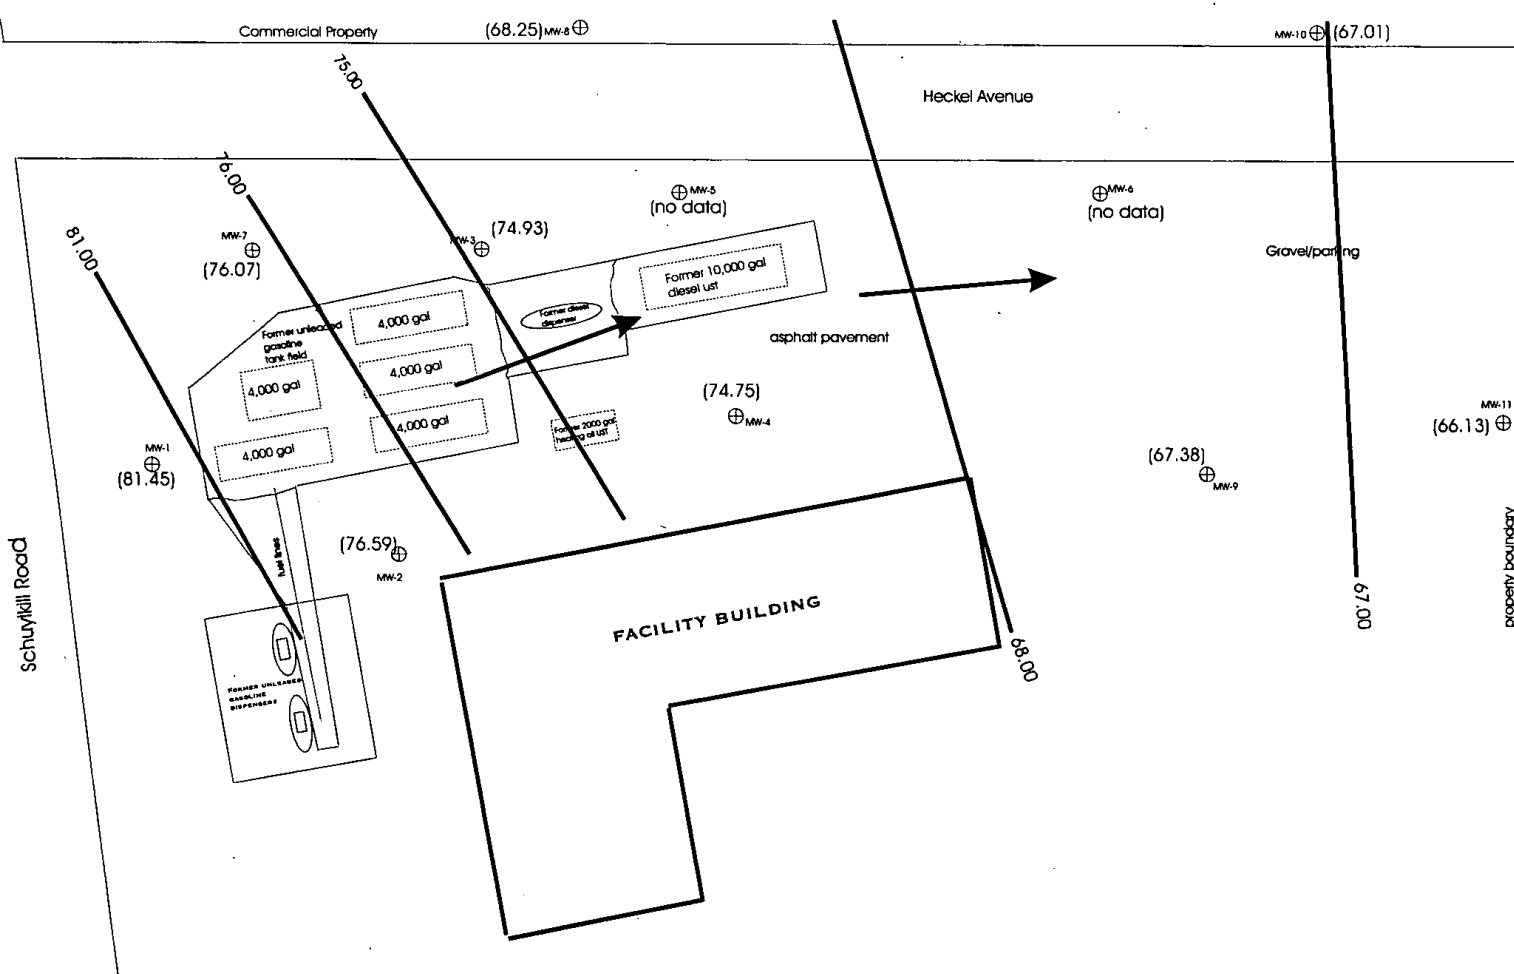 Commercial Property
(68.25) MW-8
MW-10 (67.01)
75.00
Heckel Avenue
76.00
81.00
MW-7
(76.07)
MW-3
(74.93)
MW-5
(no data)
MW-6
(no data)
Gravel/parking
Former 10,000 gal
diesel ust
Former diesel
dispenser
Former unleaded
gasoline
tank field
4,000 gal
4,000 gal
4,000 gal
4,000 gal
4,000 gal
asphalt pavement
(74.75)
MW-4
Former 2000 gal
heating oil UST
MW-1
(81.45)
MW-11
(66.13)
(67.38)
MW-9
(76.59)
MW-2
fuel lines
Schuylkill Road
property boundary
FACILITY BUILDING
67.00
68.00
FORMER UNLEADED
GASOLINE
DISPENSERS